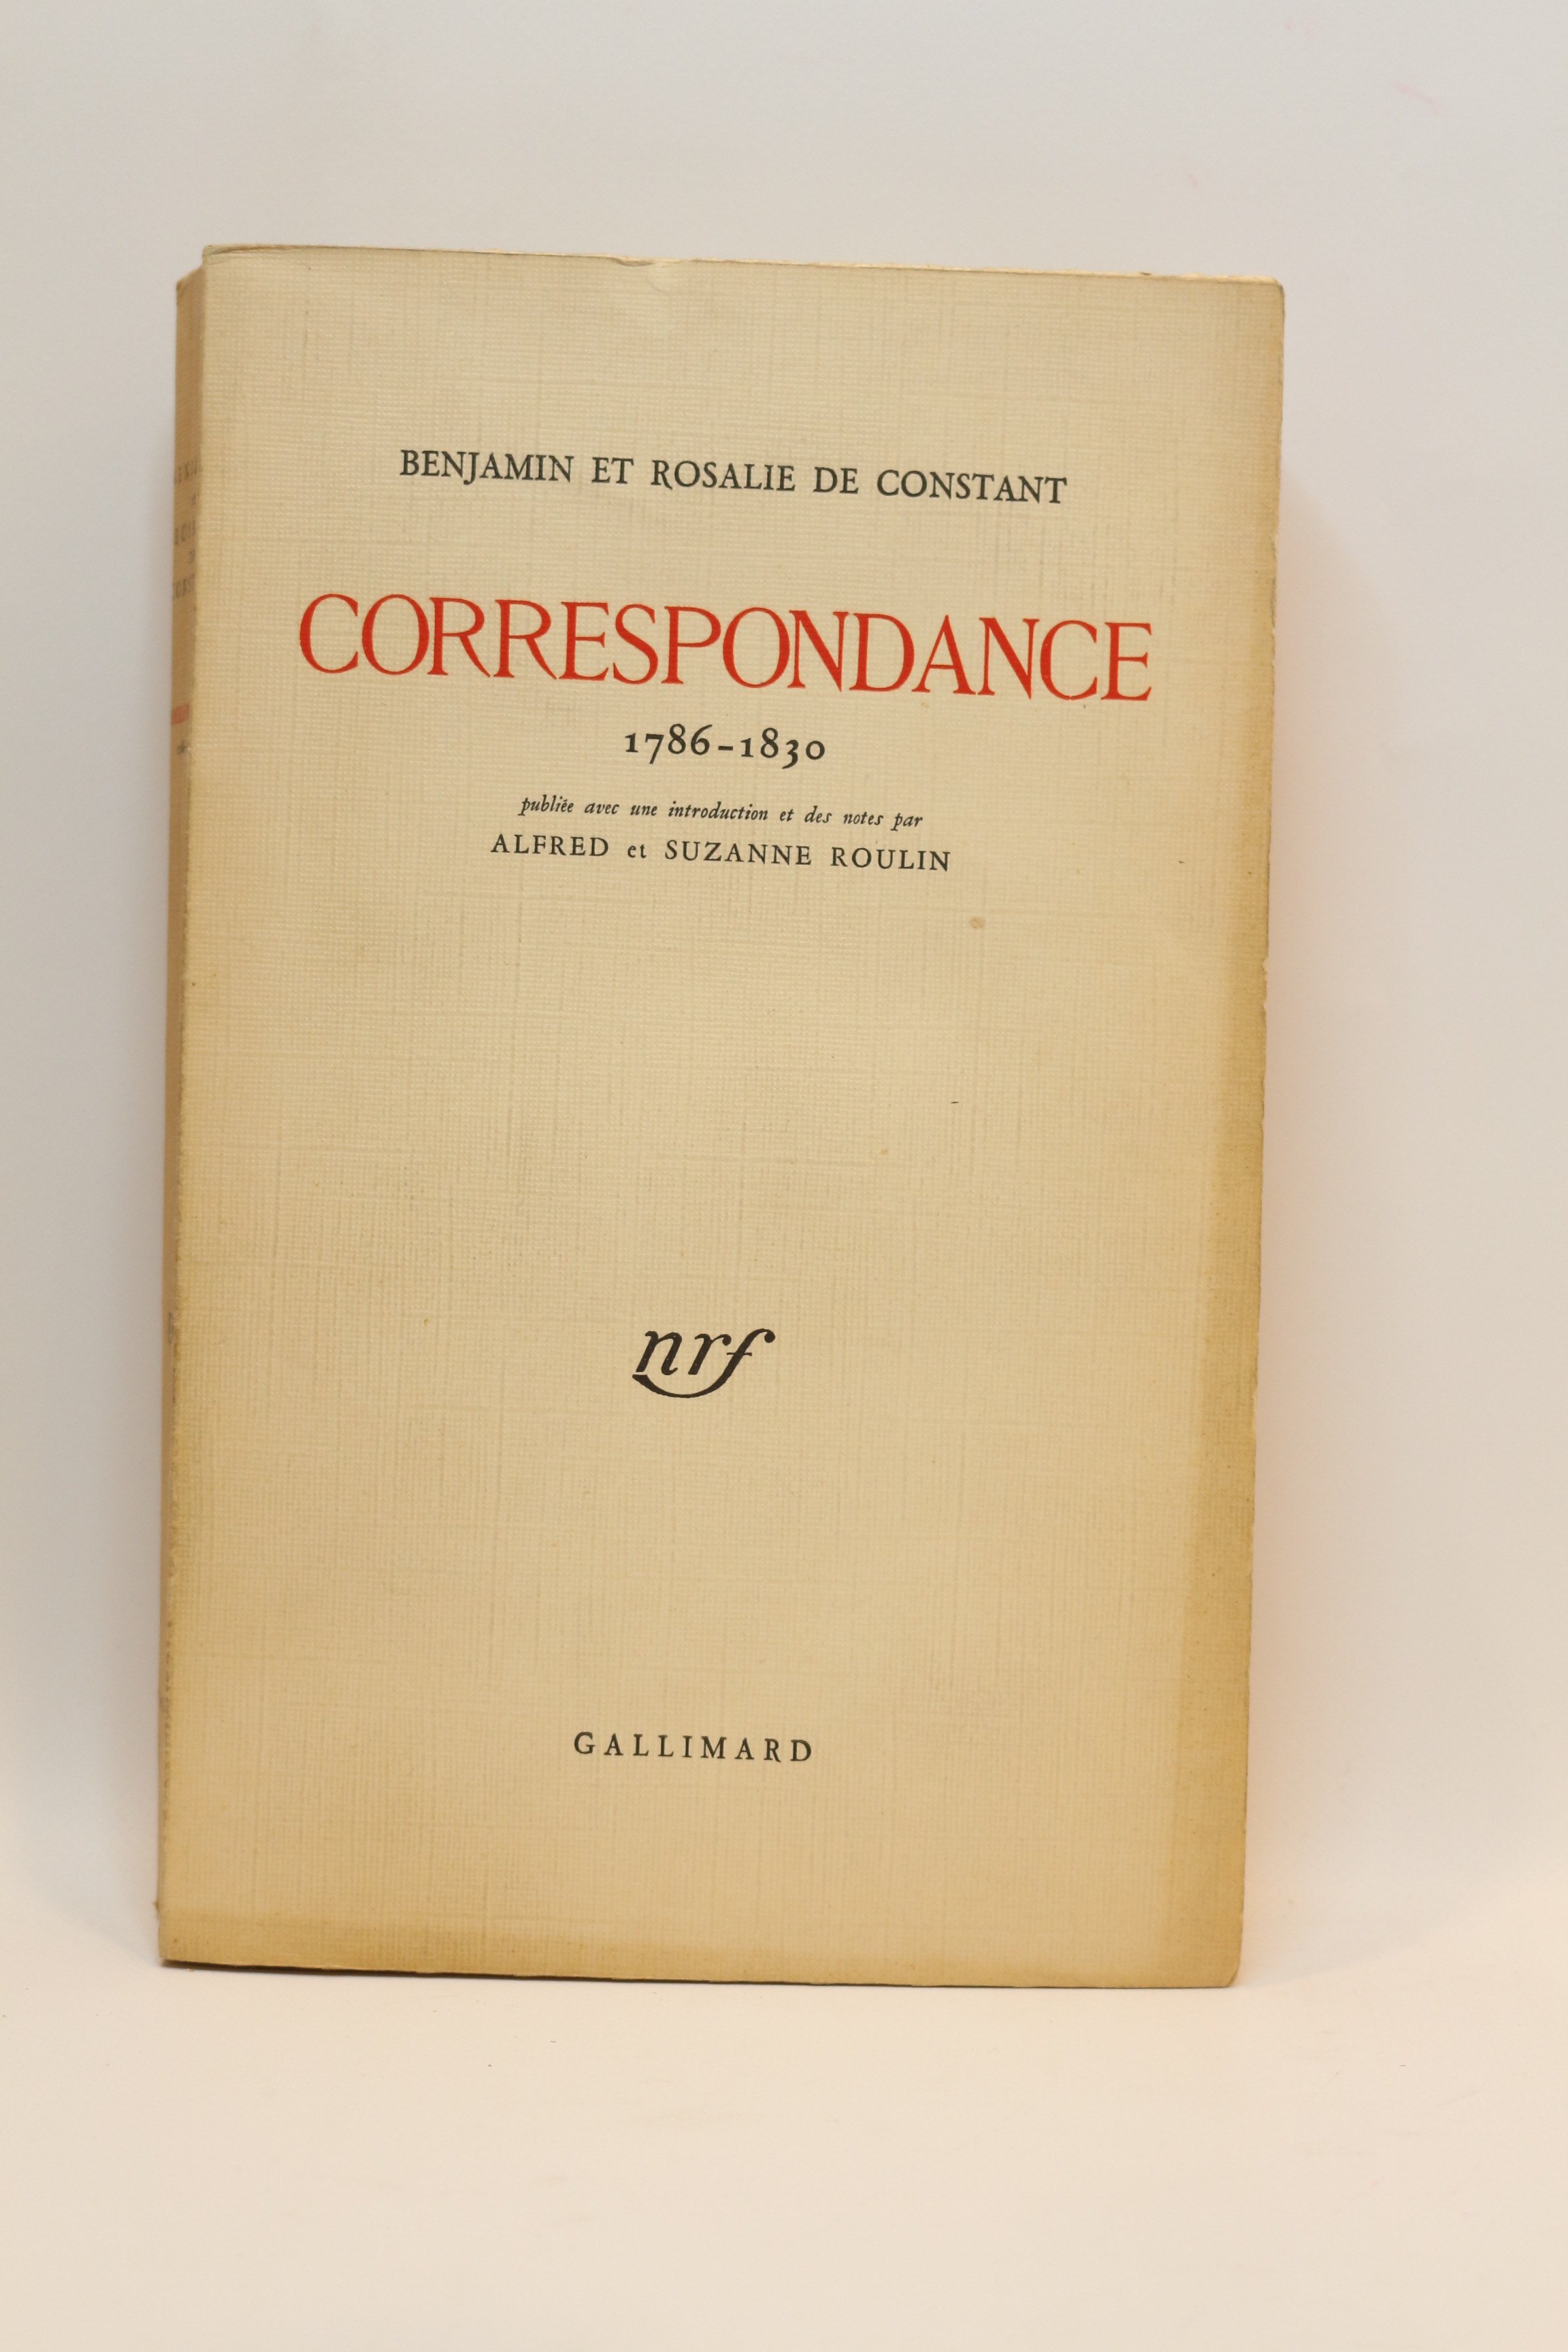 BENJAMIN ET ROSALIE DE CONSTANT
CORRESPONDANCE
1786-1830
publiée avec une introduction et des notes par
ALFRED et SUZANNE ROULIN
nrf
GALLIMARD